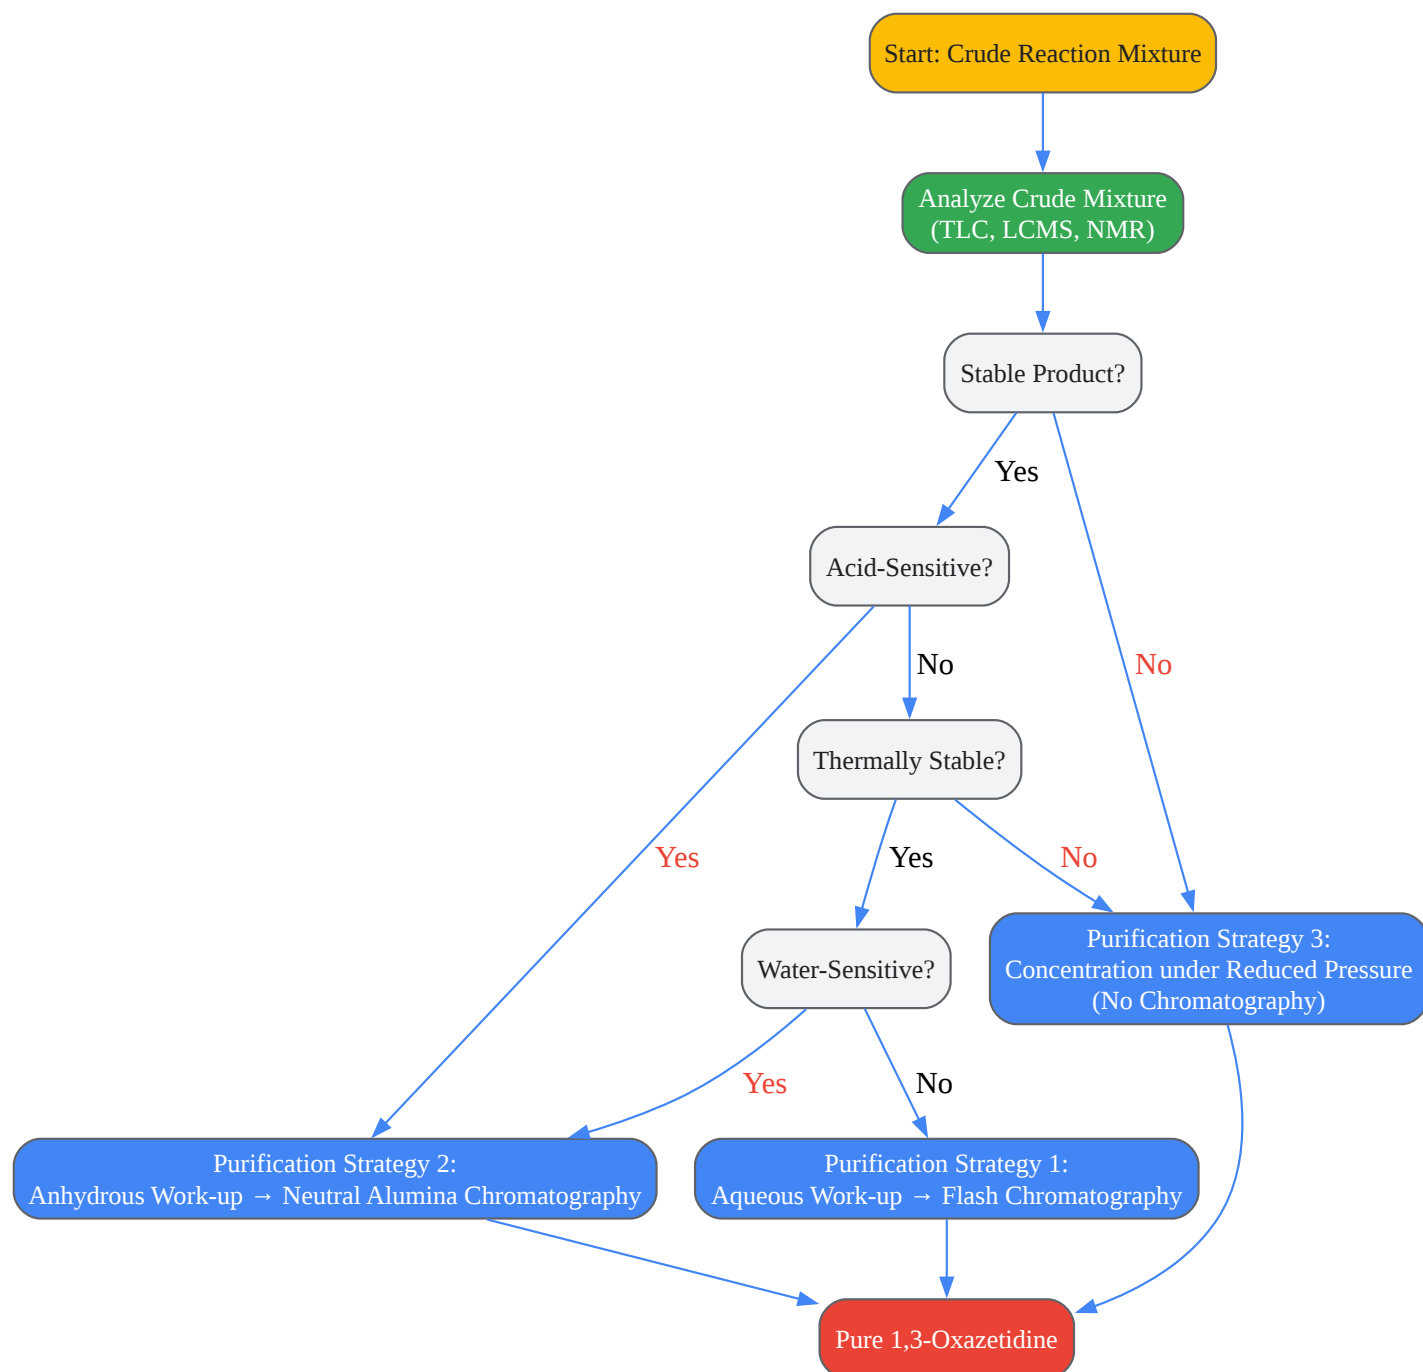 Start: Crude Reaction Mixture
Analyze Crude Mixture
(TLC, LCMS, NMR)
Stable Product?
Yes
Acid-Sensitive?
No
No
Thermally Stable?
Yes
Yes
No
Purification Strategy 3:
Concentration under Reduced Pressure
(No Chromatography)
Water-Sensitive?
Yes
No
Purification Strategy 2:
Anhydrous Work-up → Neutral Alumina Chromatography
Purification Strategy 1:
Aqueous Work-up → Flash Chromatography
Pure 1,3-Oxazetidine